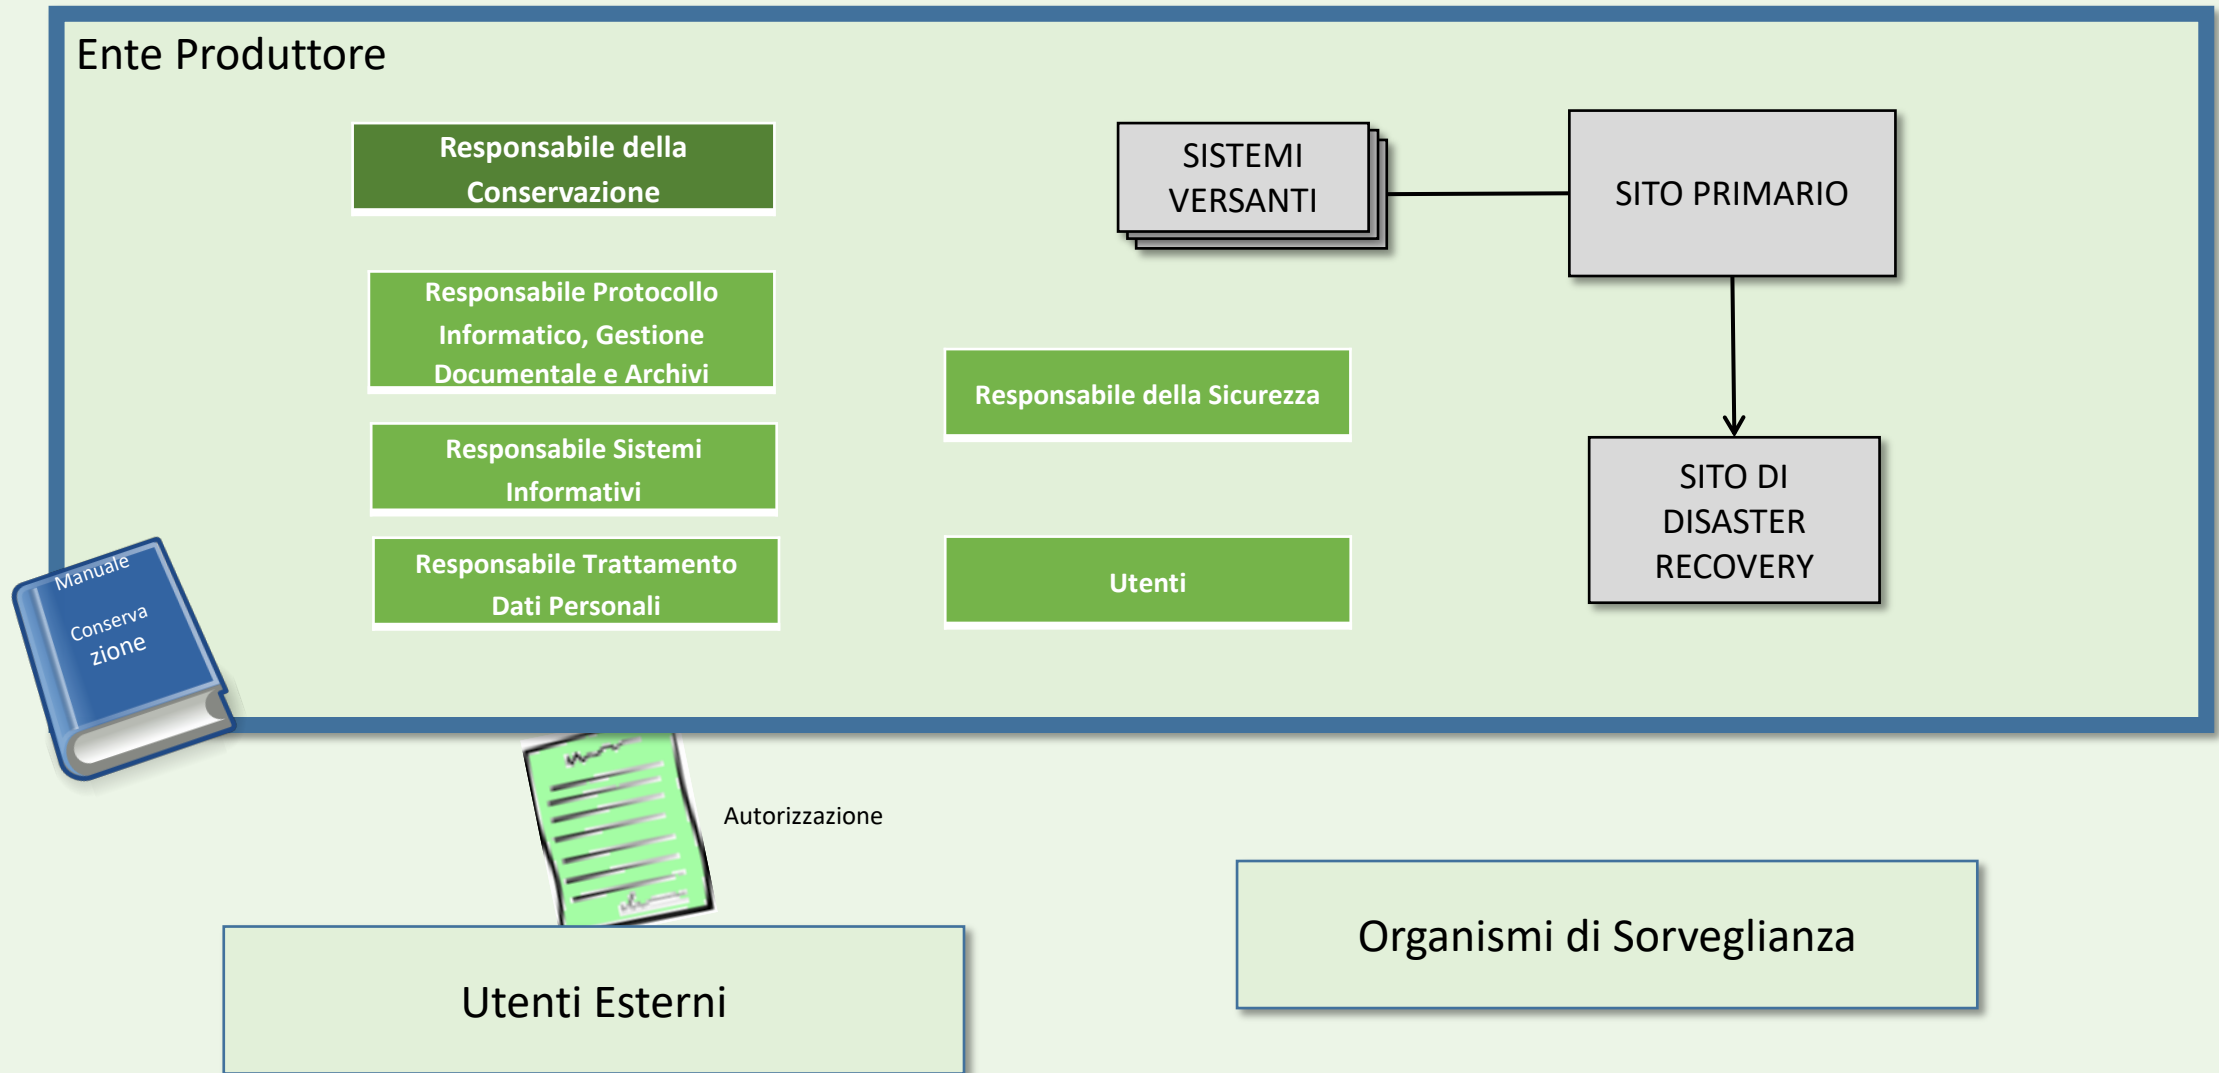 Ente Produttore
Responsabile della
Conservazione
SISTEMI
VERSANTI
SITO PRIMARIO
Responsabile Protocollo
Informatico, Gestione
Documentale e Archivi
Responsabile della Sicurezza
Responsabile Sistemi
Informativi
SITO DI
DISASTER
RECOVERY
Responsabile Trattamento
Dati Personali
Utenti
Manuale
Conserva
zione
Autorizzazione
Organismi di Sorveglianza
Utenti Esterni